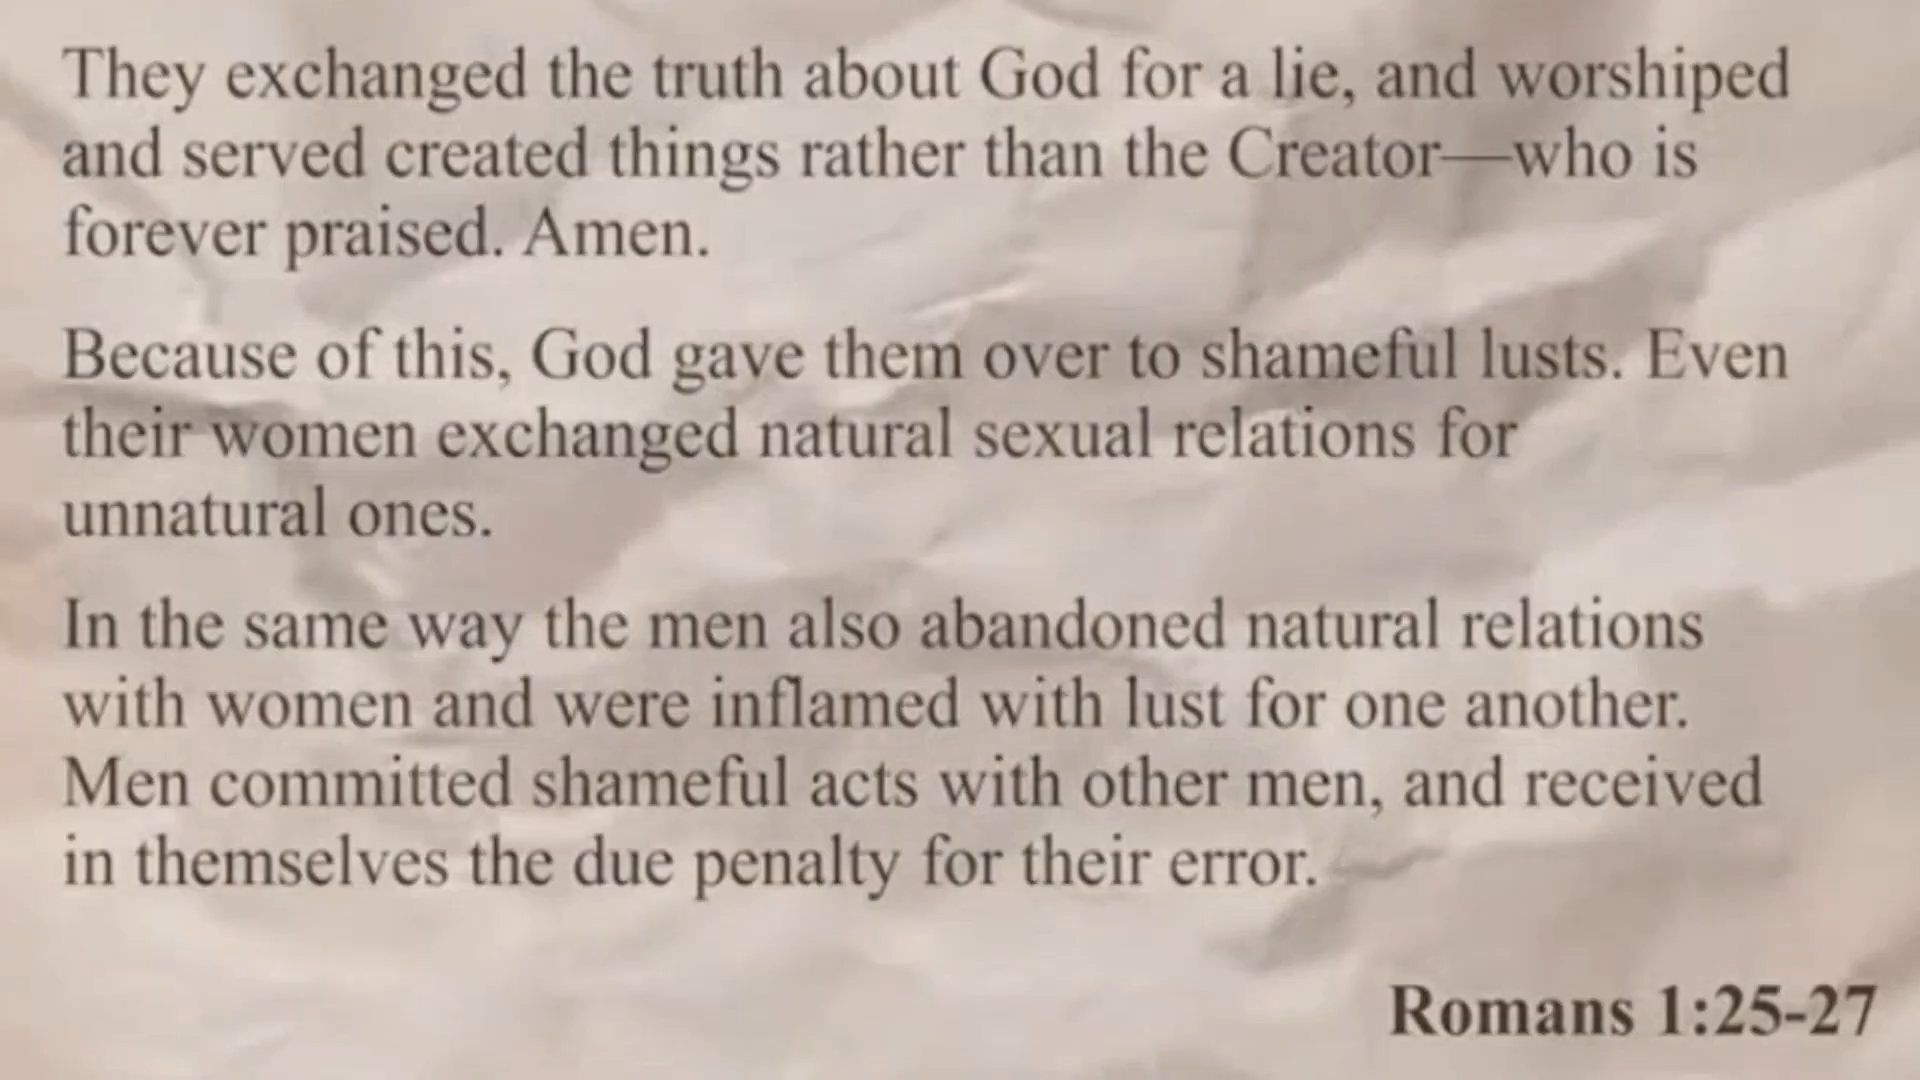 They exchanged the truth about God for a lie, and worshiped
and served created things rather than the Creator—who is
forever praised. Amen.
Because of this, God gave them over to shameful lusts. Even
their women exchanged natural sexual relations for
unnatural ones.
In the same way the men also abandoned natural relations
with women and were inflamed with lust for one another.
Men committed shameful acts with other men, and received
in themselves the due penalty for their error.
Romans 1:25-27